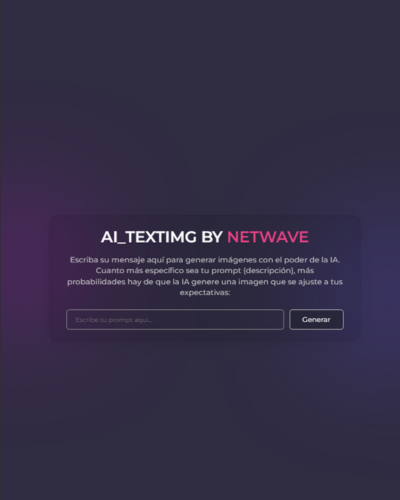 AI_TEXTIMG BY NETWAVE
Escriba su mensaje aquí para generar imágenes con el poder de la IA.
Cuanto más específico sea tu prompt (descripción), más
probabilidades hay de que la IA genere una imagen que se ajuste a tus
expectativas:
Escribe tu prompt aquí...
Generar